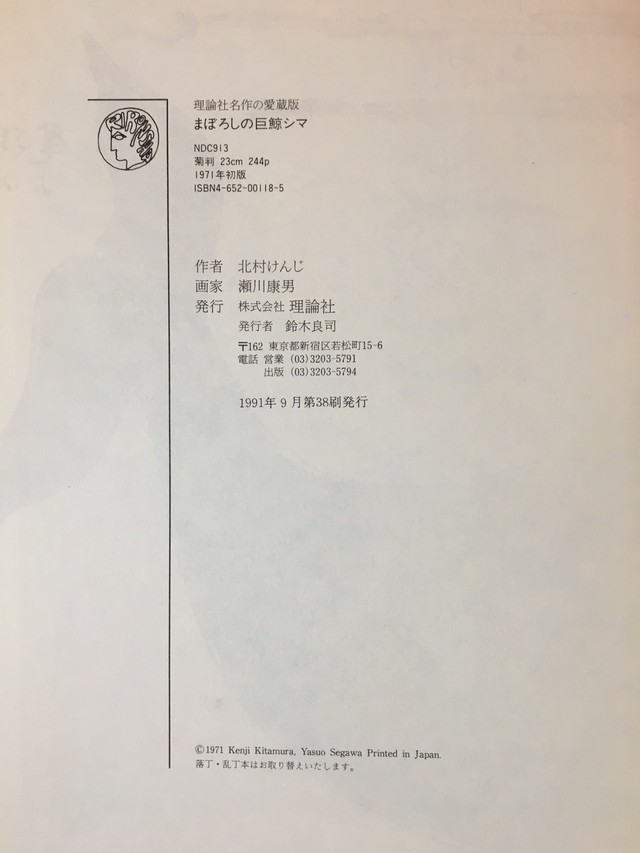 理論社名作の愛蔵版
まぼろしの巨鯨シマ
NDC913
菊判 23cm 244p
1971年初版
ISBN4-652-00118-5
作者 北村けんじ
画家 瀬川康男
発行 株式会社 理論社
発行者 鈴木良司
〒162 東京都新宿区若松町15-6
電話 営業 (03)3203-5791
出版 (03)3203-5794
1991年9月第38刷発行
©1971 Kenji Kitamura, Yasuo Segawa Printed in Japan.
落丁・乱丁本はお取り替えいたします。